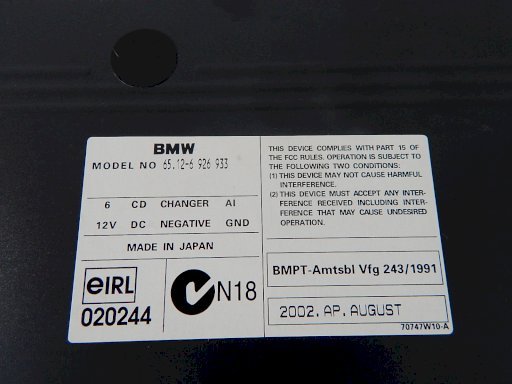 BMW
MODEL NO 65.12-6 926 933
6 CD CHANGER AI
12V DC NEGATIVE GND
MADE IN JAPAN
eIRL
020244
N18
THIS DEVICE COMPLIES WITH PART 15 OF
THE FCC RULES. OPERATION IS SUBJECT TO
THE FOLLOWING TWO CONDITIONS:
(1) THIS DEVICE MAY NOT CAUSE HARMFUL
INTERFERENCE.
(2) THIS DEVICE MUST ACCEPT ANY INTER-
FERENCE RECEIVED INCLUDING INTER-
FERENCE THAT MAY CAUSE UNDESIRED
OPERATION.
BMPT-Amtsbl Vfg 243/1991
2002.AP.AUGUST
70747W10-A